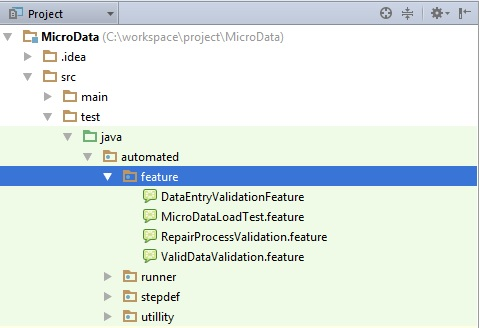 Project
MicroData (C:\workspace\project\MicroData)
.idea
src
main
test
java
automated
feature
DataEntryValidationFeature
MicroDataLoadTest.feature
RepairProcessValidation.feature
ValidDataValidation.feature
runner
stepdef
utillity